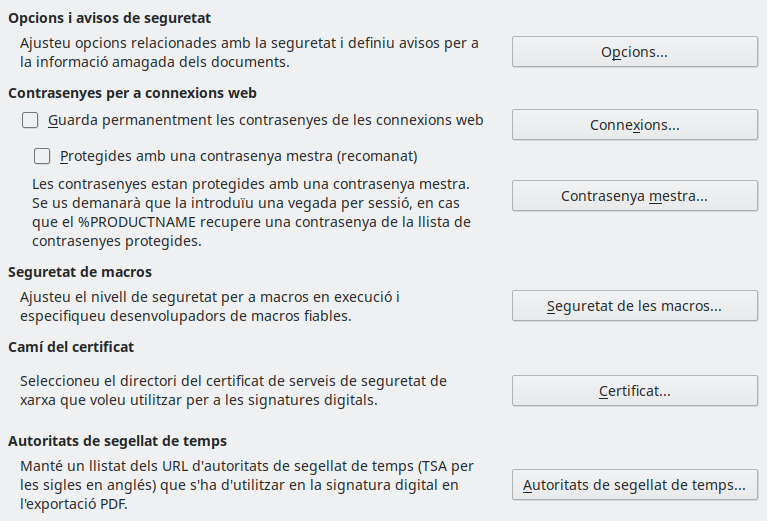 Opcions i avisos de seguretat
Ajusteu opcions relacionades amb la seguretat i definiu avisos per a
la informació amagada dels documents.
Opcions...
Contrasenyes per a connexions web
Guarda permanentment les contrasenyes de les connexions web
Connexions...
Protegides amb una contrasenya mestra (recomanat)
Les contrasenyes estan protegides amb una contrasenya mestra.
Se us demanarà que la introduïu una vegada per sessió, en cas
que el %PRODUCTNAME recupere una contrasenya de la llista de
contrasenyes protegides.
Contrasenya mestra...
Seguretat de macros
Ajusteu el nivell de seguretat per a macros en execució i
especifiqueu desenvolupadors de macros fiables.
Seguretat de les macros...
Camí del certificat
Seleccioneu el directori del certificat de serveis de seguretat de
xarxa que voleu utilitzar per a les signatures digitals.
Certificat...
Autoritats de segellat de temps
Manté un llistat dels URL d'autoritats de segellat de temps (TSA per
les sigles en anglés) que s'ha d'utilitzar en la signatura digital en
l'exportació PDF.
Autoritats de segellat de temps...